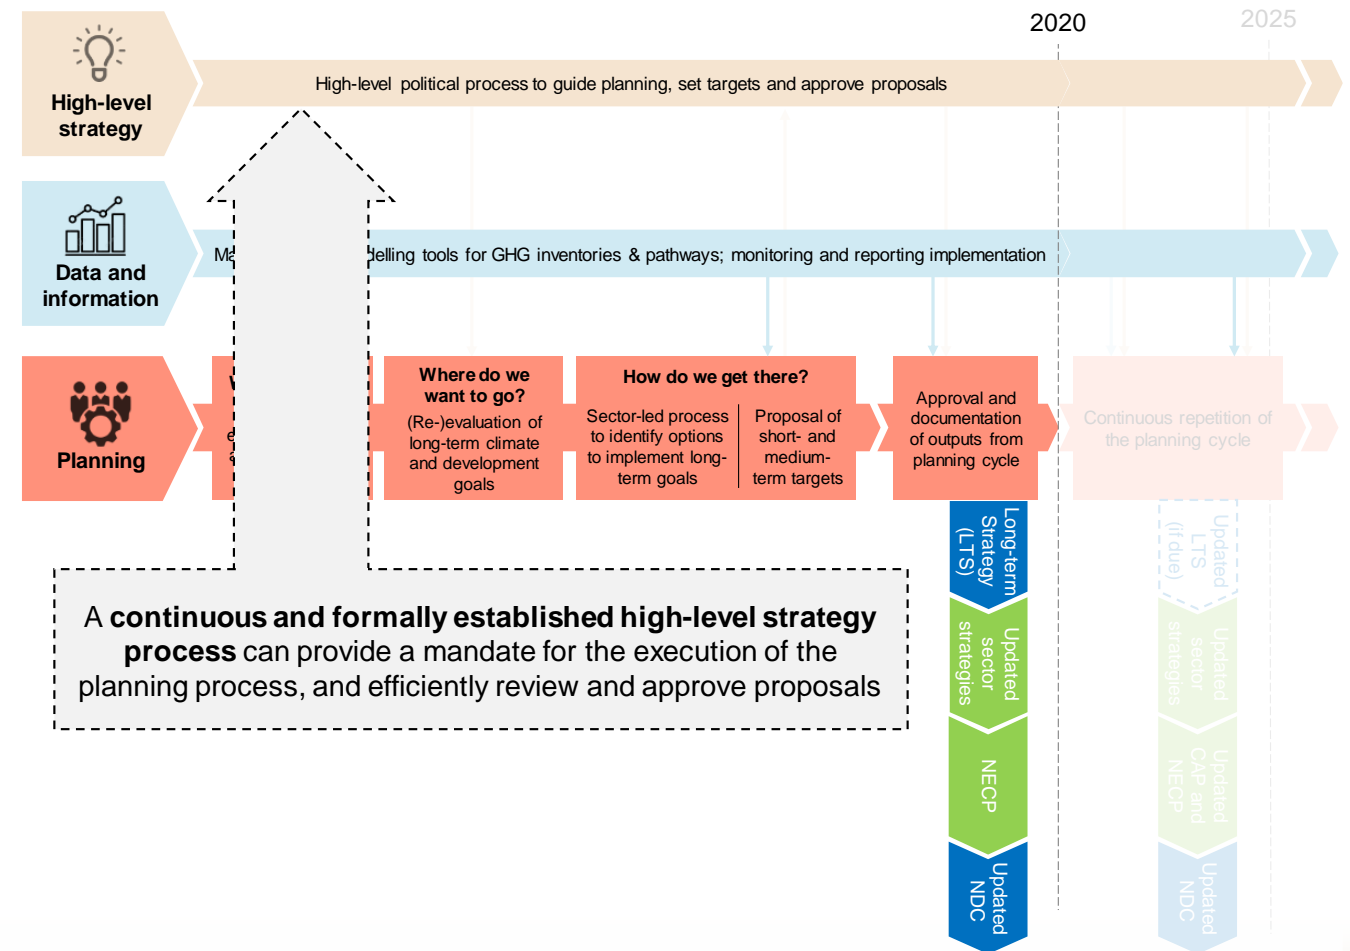 2020
2025
High-level
strategy
High-level political process to guide planning, set targets and approve proposals
Data and
information
delling tools for GHG inventories & pathways; monitoring and reporting implementation
Planning
Where do we
want to go?
(Re-)evaluation of
long-term climate
and development
goals
How do we get there?
Sector-led process
to identify options
to implement long-
term goals
Proposal of
short- and
medium-
term targets
Approval and
documentation
of outputs from
planning cycle
Continuous repetition of
the planning cycle
Long-term
Strategy
(LTS)
Updated
LTS
(if due)
A continuous and formally established high-level strategy
process can provide a mandate for the execution of the
planning process, and efficiently review and approve proposals
Updated
sector
strategies
Updated
sector
strategies
NECP
Updated
CAP and
NECP
Updated
NDC
Updated
NDC